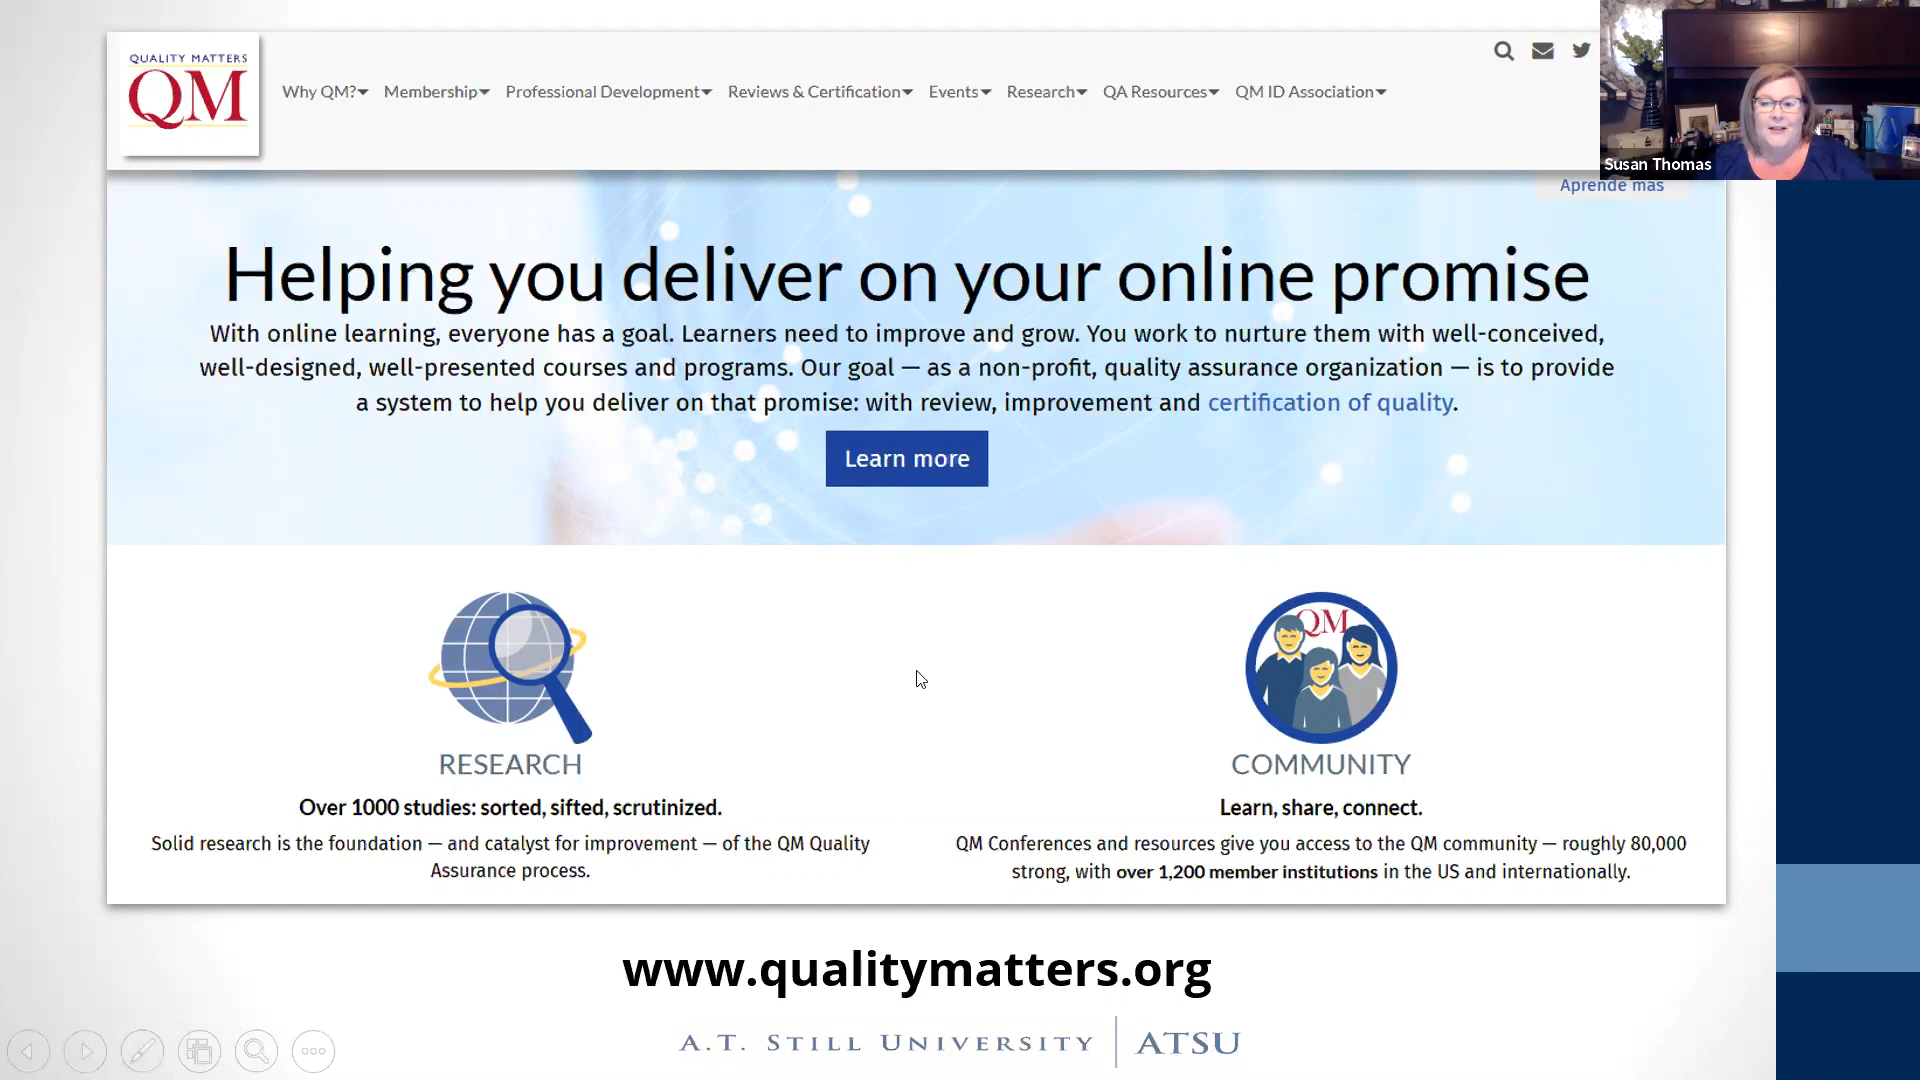 QUALITY MATTERS
QM
Why QM? Membership Professional Development Reviews & Certification Events Research QA Resources QM ID Association
Susan Thomas
Aprende mas
Helping you deliver on your online promise
With online learning, everyone has a goal. Learners need to improve and grow. You work to nurture them with well-conceived,
well-designed, well-presented courses and programs. Our goal — as a non-profit, quality assurance organization — is to provide
a system to help you deliver on that promise: with review, improvement and certification of quality.
Learn more
QM
RESEARCH
Over 1000 studies: sorted, sifted, scrutinized.
Solid research is the foundation — and catalyst for improvement — of the QM Quality
Assurance process.
COMMUNITY
Learn, share, connect.
QM Conferences and resources give you access to the QM community — roughly 80,000
strong, with over 1,200 member institutions in the US and internationally.
www.qualitymatters.org
A.T. STILL UNIVERSITY ATSU